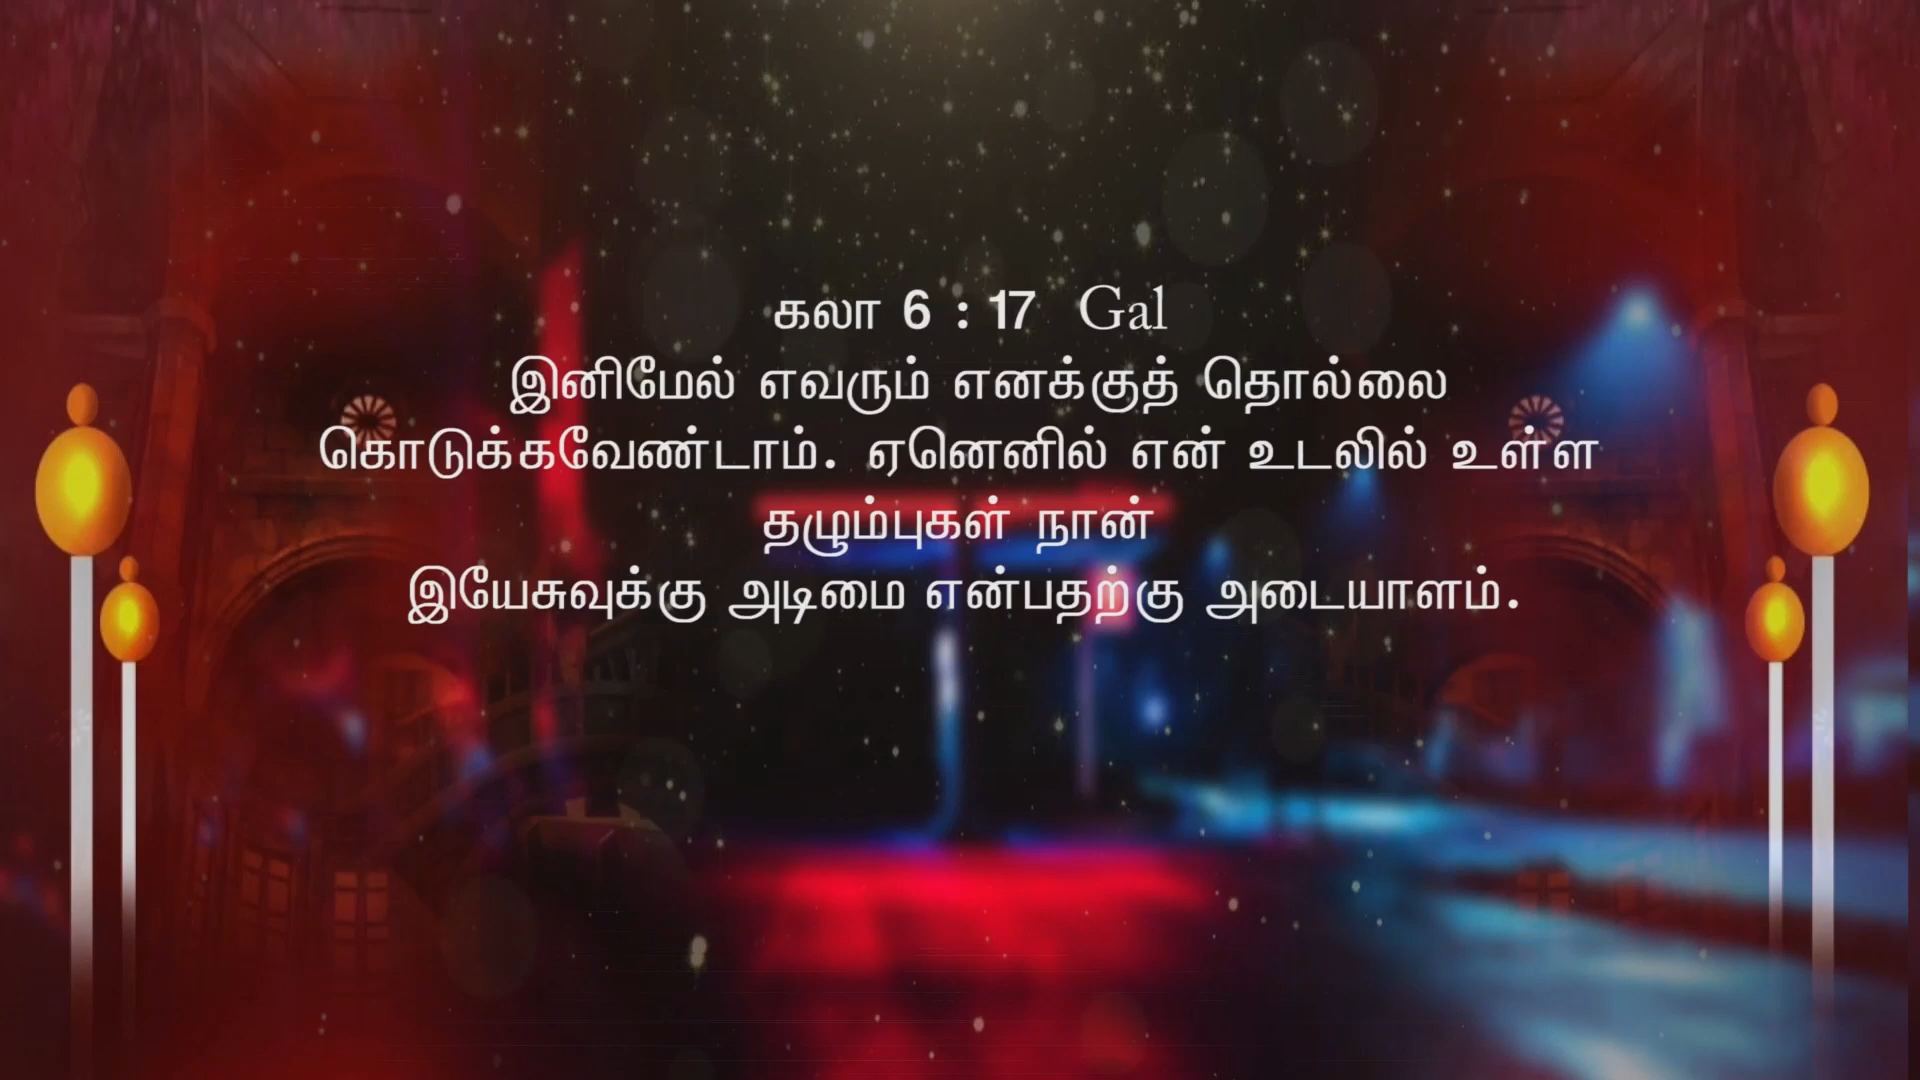 கலா 6 : 17 Gal
இனிமேல் எவரும் எனக்குத் தொல்லை
கொடுக்கவேண்டாம். ஏனெனில் என் உடலில் உள்ள
தழும்புகள் நான்
இயேசுவுக்கு அடிமை என்பதற்கு அடையாளம்.